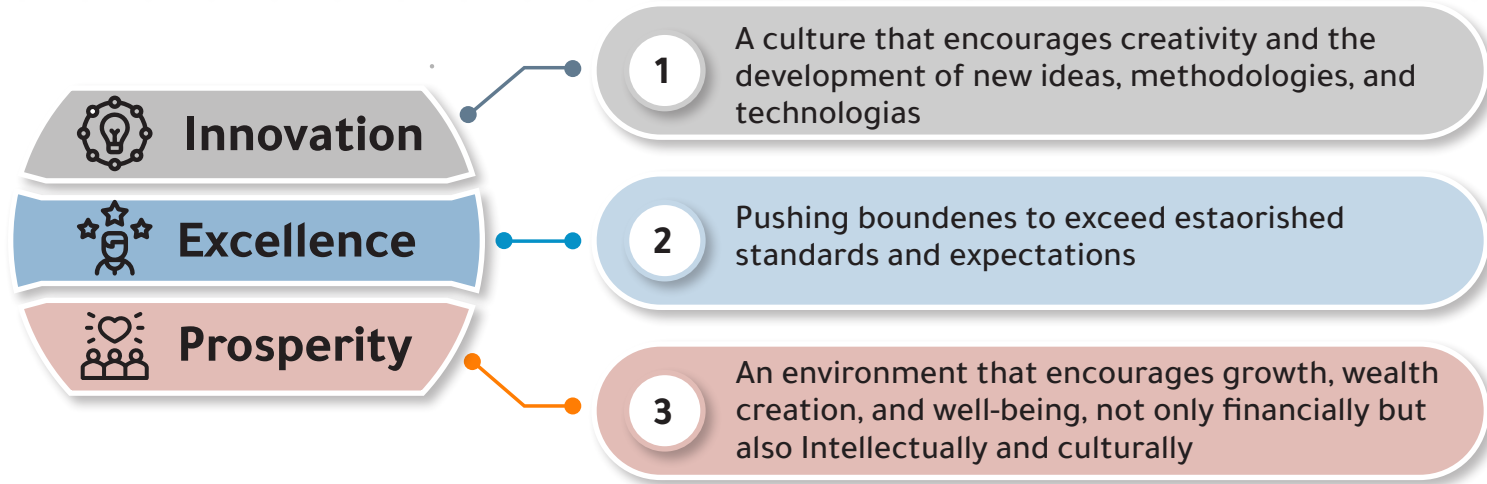 Innovation
1
A culture that encourages creativity and the
development of new ideas, methodologies, and
technologias
Excellence
2
Pushing boundenes to exceed estaorished
standards and expectations
Prosperity
3
An environment that encourages growth, wealth
creation, and well-being, not only financially but
also Intellectually and culturally